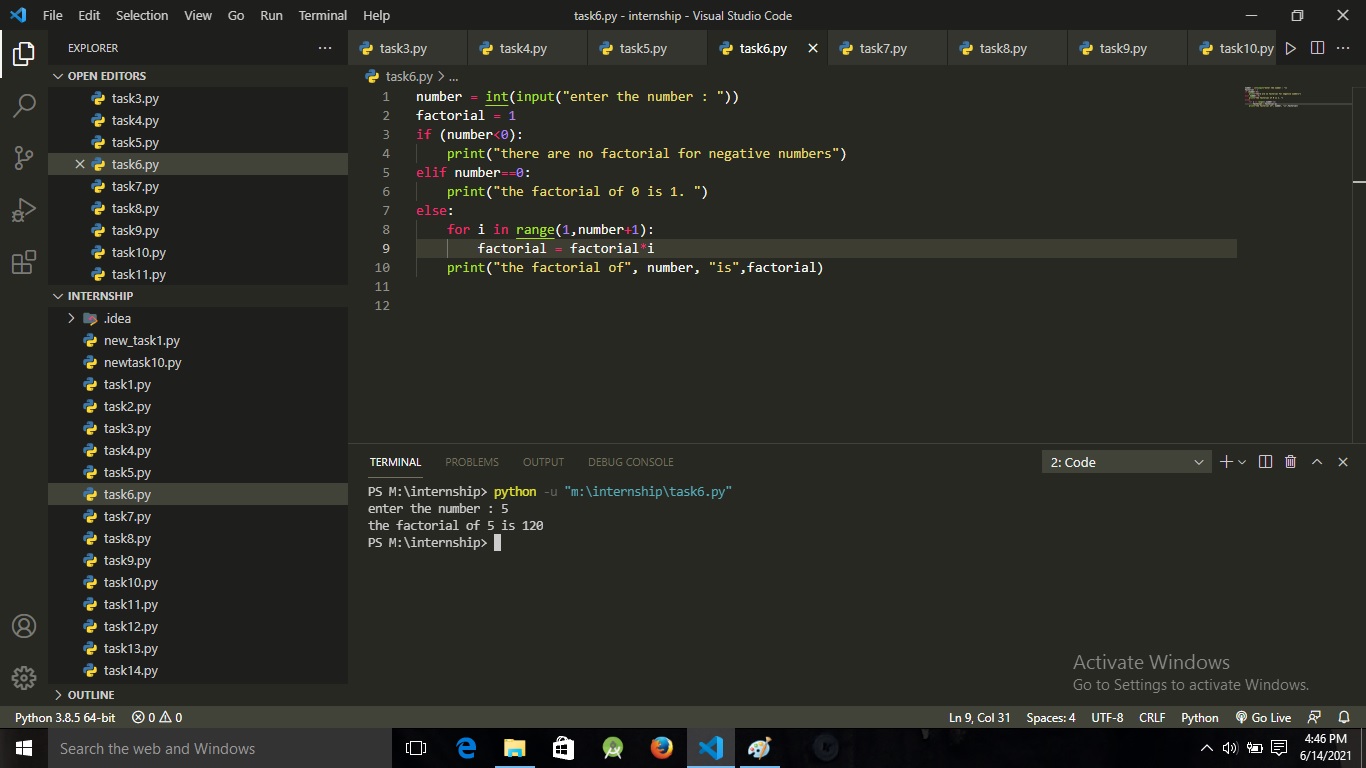 File Edit Selection View Go Run Terminal Help
task6.py - internship - Visual Studio Code
EXPLORER
OPEN EDITORS
task3.py
task4.py
task5.py
task6.py
task7.py
task8.py
task9.py
task10.py
task11.py
INTERNSHIP
.idea
new_task1.py
newtask10.py
task1.py
task2.py
task3.py
task4.py
task5.py
task6.py
task7.py
task8.py
task9.py
task10.py
task11.py
task12.py
task13.py
task14.py
OUTLINE
task3.py task4.py task5.py task6.py task7.py task8.py task9.py task10.py
task6.py > ...
1 number = int(input("enter the number : "))
2 factorial = 1
3 if (number<0):
4     print("there are no factorial for negative numbers")
5 elif number==0:
6     print("the factorial of 0 is 1. ")
7 else:
8     for i in range(1,number+1):
9         factorial = factorial*i
10     print("the factorial of", number, "is",factorial)
11
12
TERMINAL PROBLEMS OUTPUT DEBUG CONSOLE
2: Code
PS M:\internship> python -u "m:\internship\task6.py"
enter the number : 5
the factorial of 5 is 120
PS M:\internship>
Activate Windows
Go to Settings to activate Windows.
Python 3.8.5 64-bit 0 0
Ln 9, Col 31 Spaces: 4 UTF-8 CRLF Python Go Live
Search the web and Windows
4:46 PM
6/14/2021